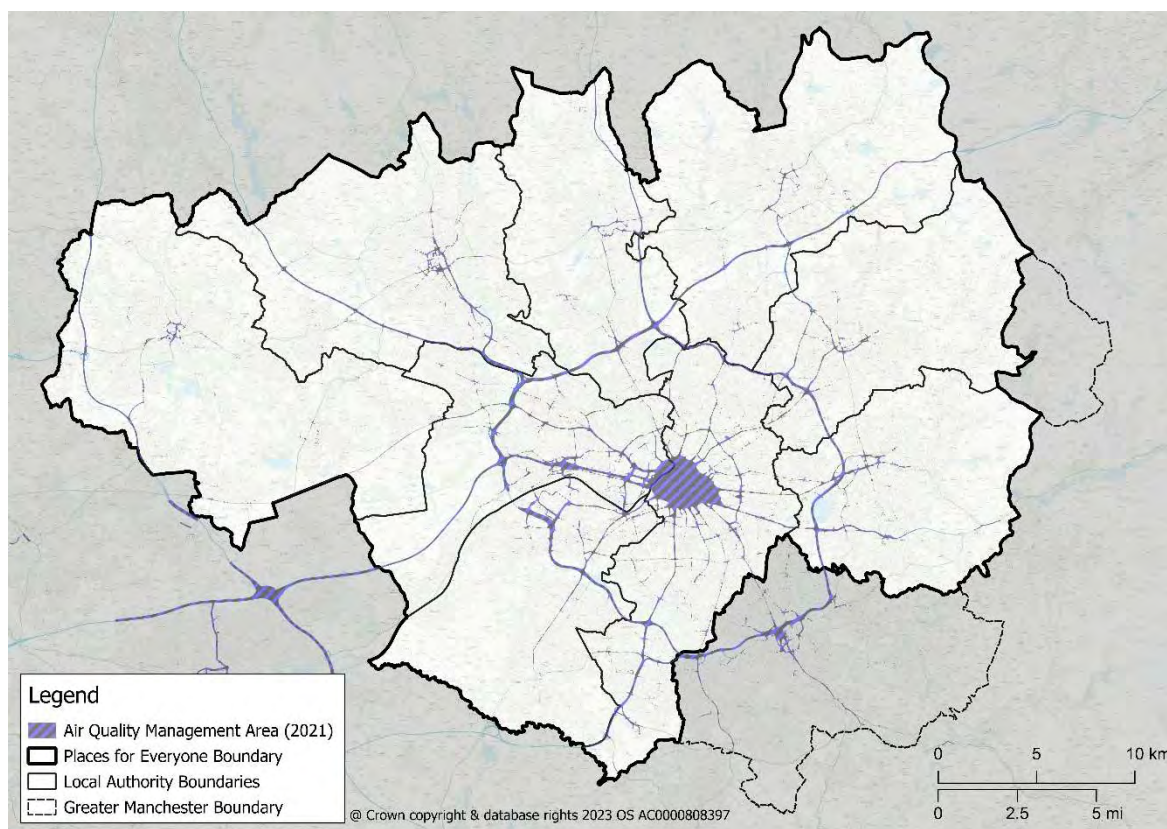 Legend
Air Quality Management Area (2021)
Places for Everyone Boundary
Local Authority Boundaries
Greater Manchester Boundary
@ Crown copyright & database rights 2023 OS AC0000808397
0 5 10 km
0 2.5 5 mi